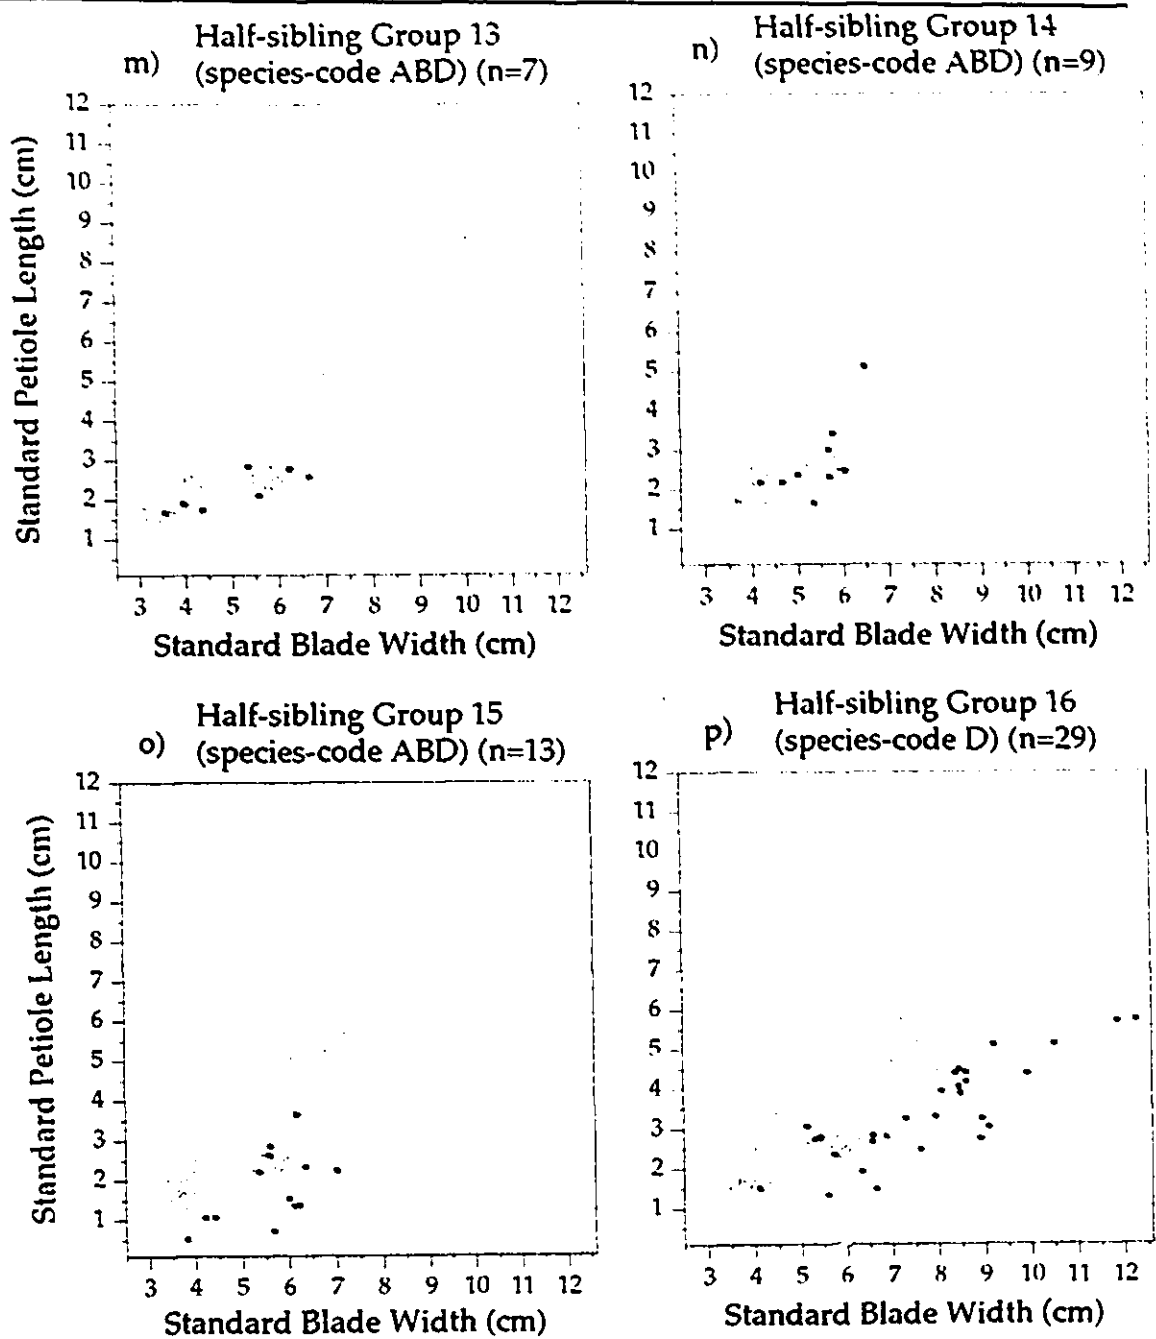 m) Half-sibling Group 13
(species-code ABD) (n=7)
12
11
10
9
8
7
6
5
4
3
2
1
Standard Petiole Length (cm)
3 4 5 6 7 8 9 10 11 12
Standard Blade Width (cm)
n) Half-sibling Group 14
(species-code ABD) (n=9)
12
11
10
9
8
7
6
5
4
3
2
1
3 4 5 6 7 8 9 10 11 12
Standard Blade Width (cm)
o) Half-sibling Group 15
(species-code ABD) (n=13)
12
11
10
9
8
7
6
5
4
3
2
1
Standard Petiole Length (cm)
3 4 5 6 7 8 9 10 11 12
Standard Blade Width (cm)
p) Half-sibling Group 16
(species-code D) (n=29)
12
11
10
9
8
7
6
5
4
3
2
1
3 4 5 6 7 8 9 10 11 12
Standard Blade Width (cm)